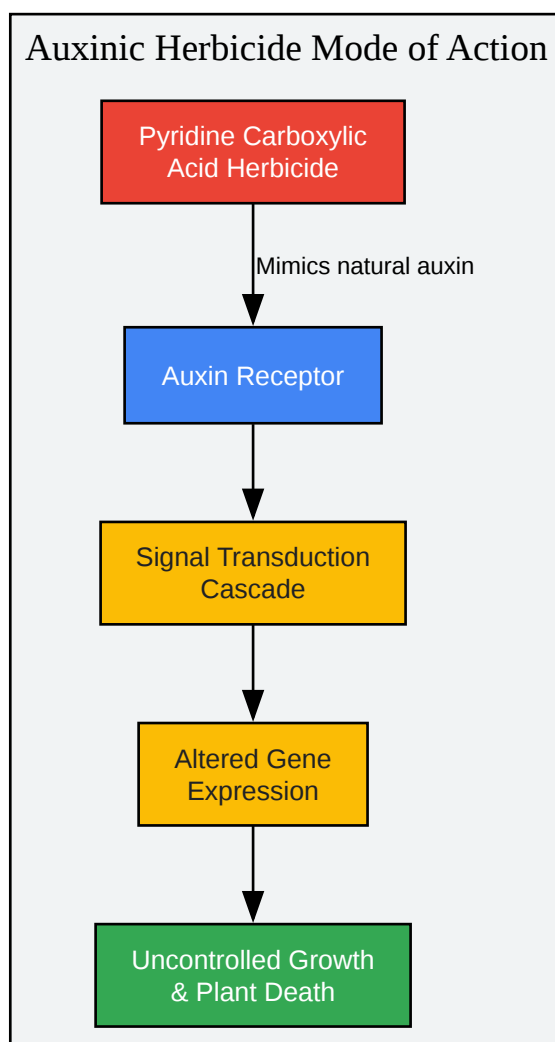 Auxinic Herbicide Mode of Action
Pyridine Carboxylic
Acid Herbicide
Mimics natural auxin
Auxin Receptor
Signal Transduction
Cascade
Altered Gene
Expression
Uncontrolled Growth
& Plant Death